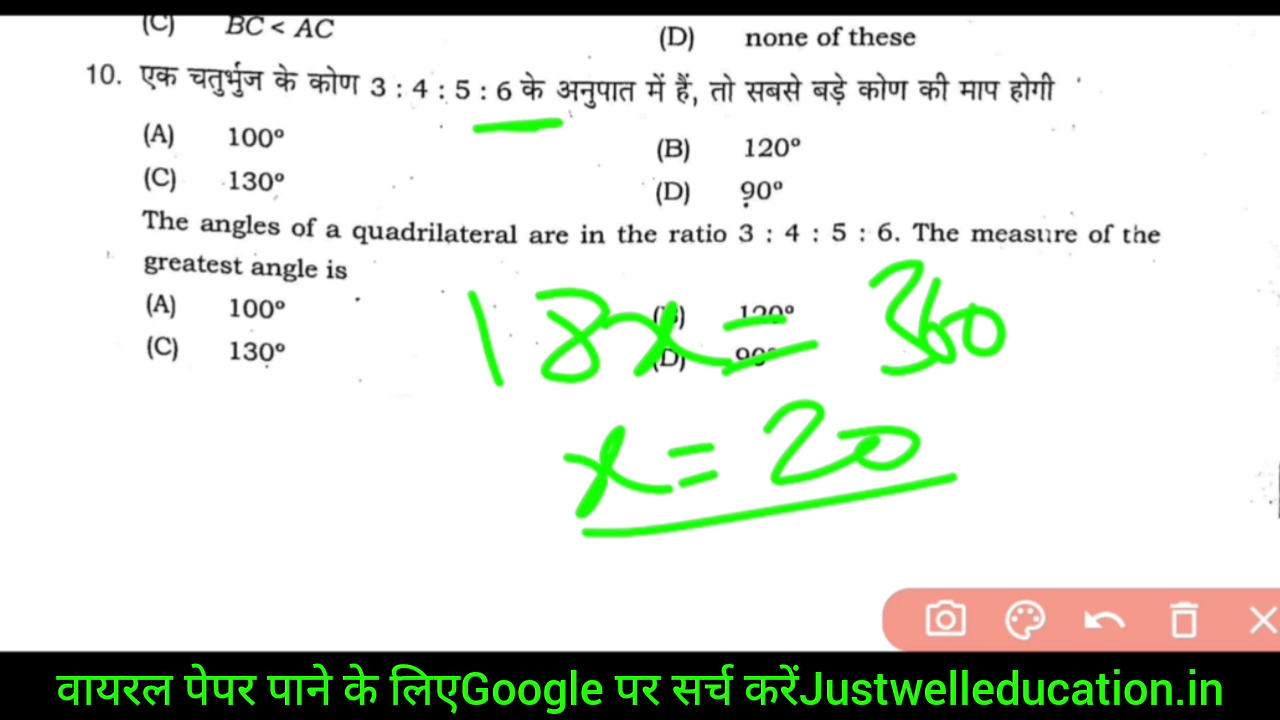 (C) BC < AC (D) none of these
10. एक चतुर्भुज के कोण 3 : 4 : 5 : 6 के अनुपात में हैं, तो सबसे बड़े कोण की माप होगी
(A) 100° (B) 120°
(C) 130° (D) 90°
The angles of a quadrilateral are in the ratio 3 : 4 : 5 : 6. The measure of the
greatest angle is
(A) 100° (B) 120°
(C) 130° (D) 90°
18x = 360
x = 20
वायरल पेपर पाने के लिएGoogle पर सर्च करेंJustwelleducation.in